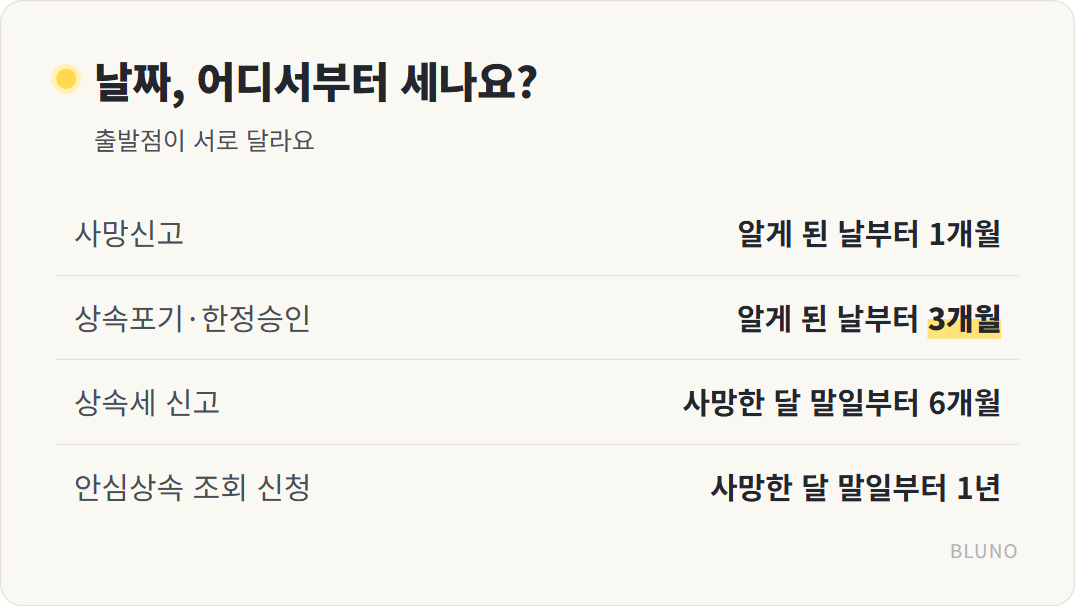 날짜, 어디서부터 세나요?
출발점이 서로 달라요
사망신고 알게 된 날부터 1개월
상속포기·한정승인 알게 된 날부터 3개월
상속세 신고 사망한 달 말일부터 6개월
안심상속 조회 신청 사망한 달 말일부터 1년
BLUNO